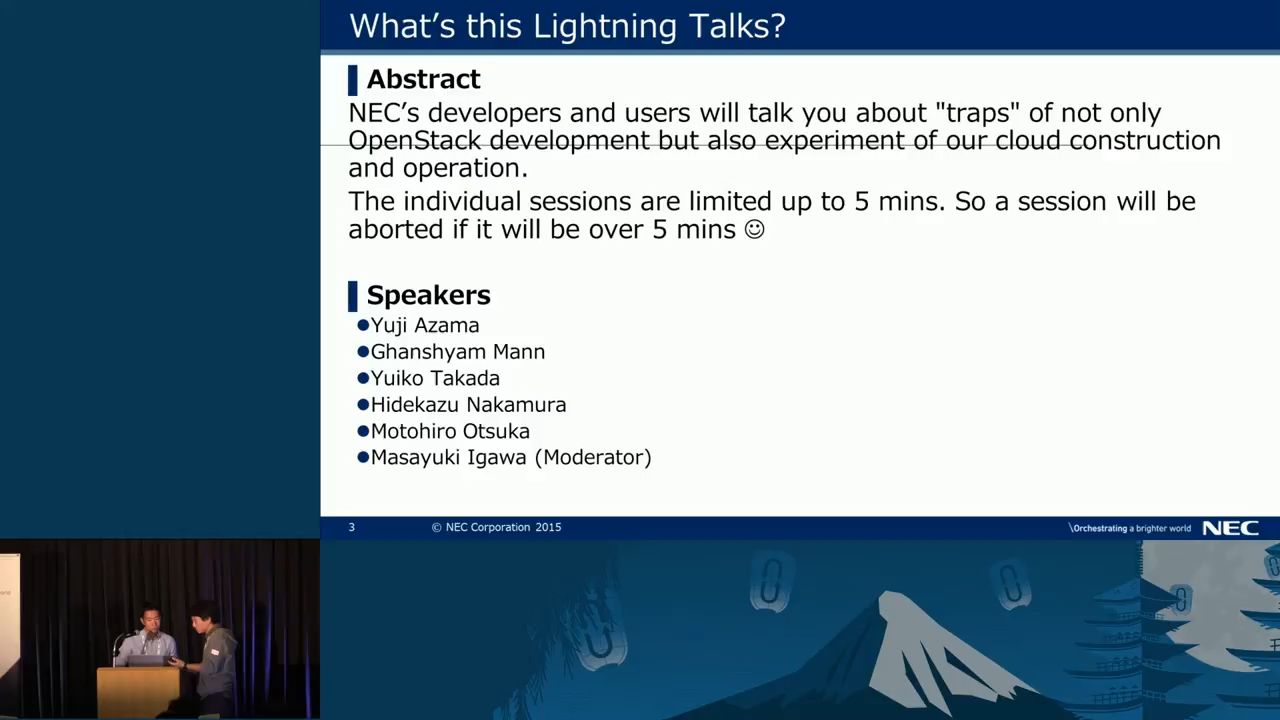 What's this Lightning Talks?
Abstract
NEC's developers and users will talk you about "traps" of not only
OpenStack development but also experiment of our cloud construction
and operation.
The individual sessions are limited up to 5 mins. So a session will be
aborted if it will be over 5 mins ☺
Speakers
●Yuji Azama
●Ghanshyam Mann
●Yuiko Takada
●Hidekazu Nakamura
●Motohiro Otsuka
●Masayuki Igawa (Moderator)
3 © NEC Corporation 2015 \Orchestrating a brighter world NEC